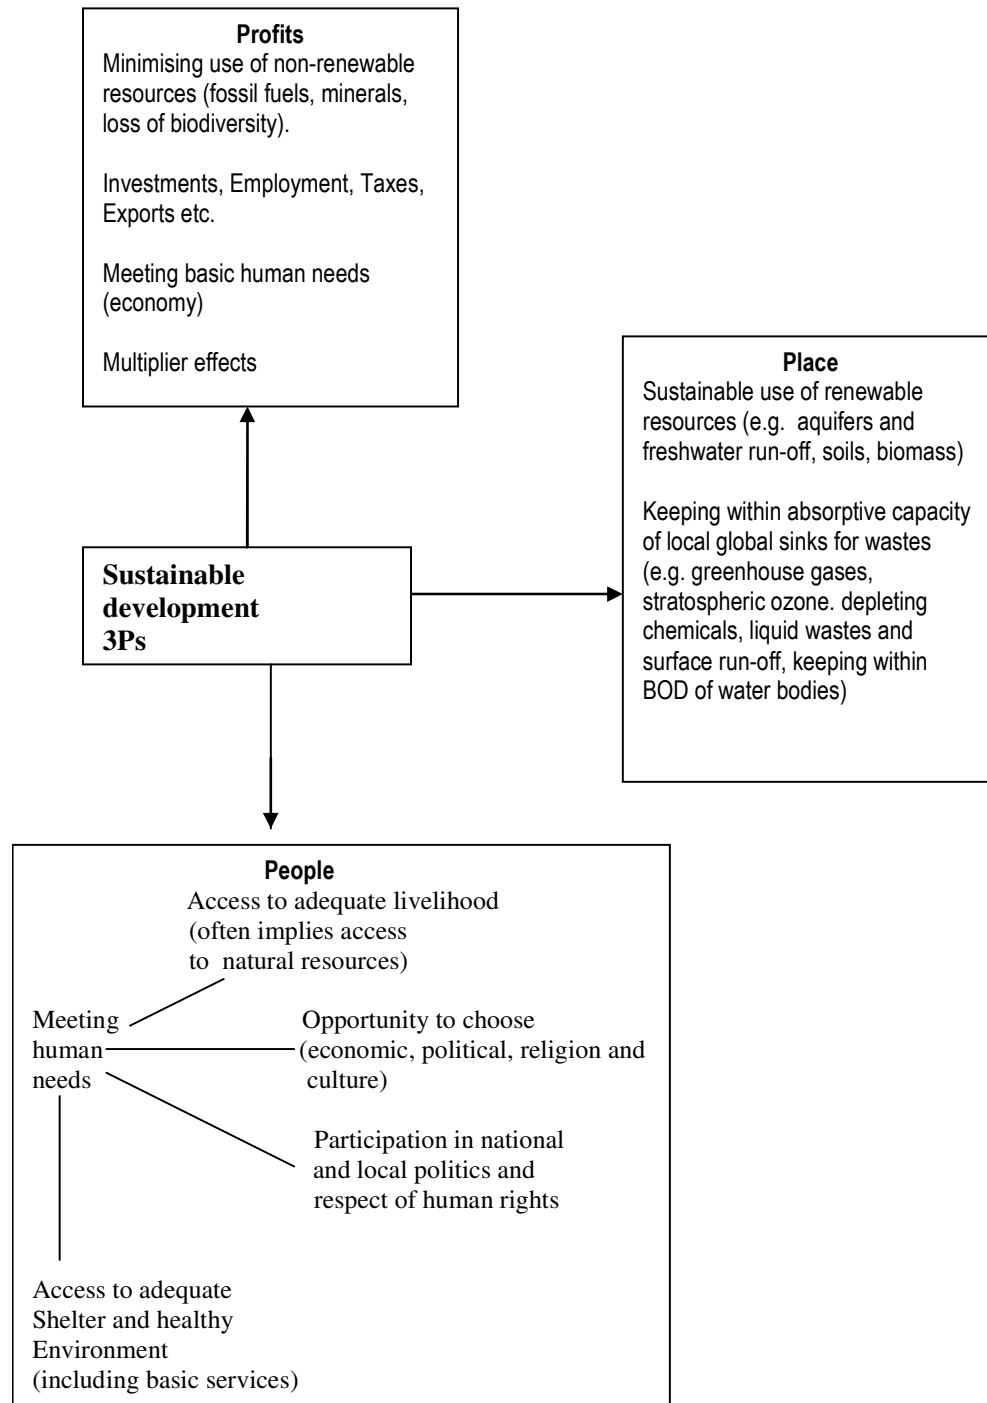 Profits
Minimising use of non-renewable
resources (fossil fuels, minerals,
loss of biodiversity).
Investments, Employment, Taxes,
Exports etc.
Meeting basic human needs
(economy)
Multiplier effects
Place
Sustainable use of renewable
resources (e.g. aquifers and
freshwater run-off, soils, biomass)
Keeping within absorptive capacity
of local global sinks for wastes
(e.g. greenhouse gases,
stratospheric ozone. depleting
chemicals, liquid wastes and
surface run-off, keeping within
BOD of water bodies)
Sustainable
development
3Ps
People
Access to adequate livelihood
(often implies access
to natural resources)
Meeting
human
needs
Opportunity to choose
(economic, political, religion and
culture)
Participation in national
and local politics and
respect of human rights
Access to adequate
Shelter and healthy
Environment
(including basic services)